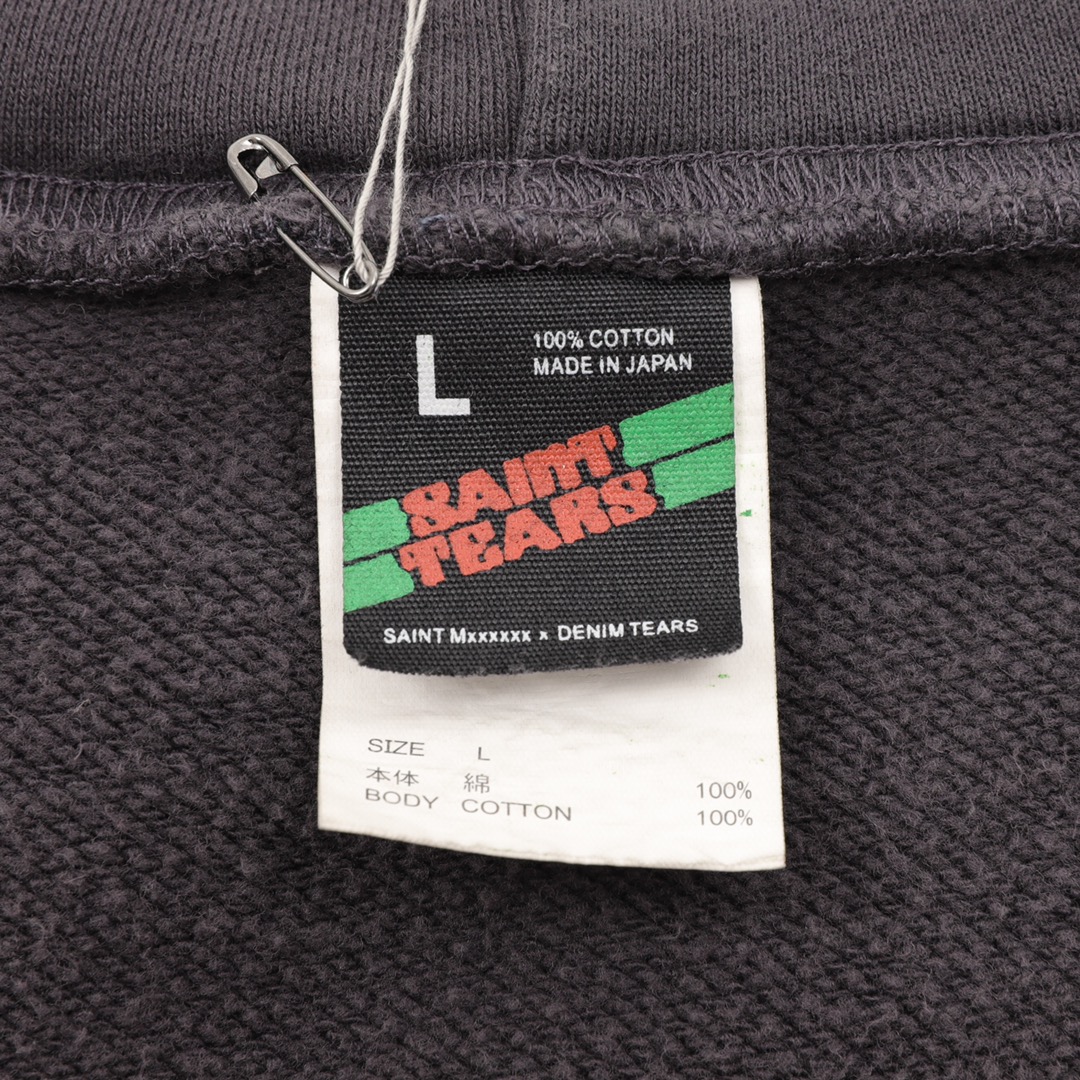 L
100% COTTON
MADE IN JAPAN
SAINT
TEARS
SAINT Mxxxxxx x DENIM TEARS
SIZE L
本体 綿 100%
BODY COTTON 100%